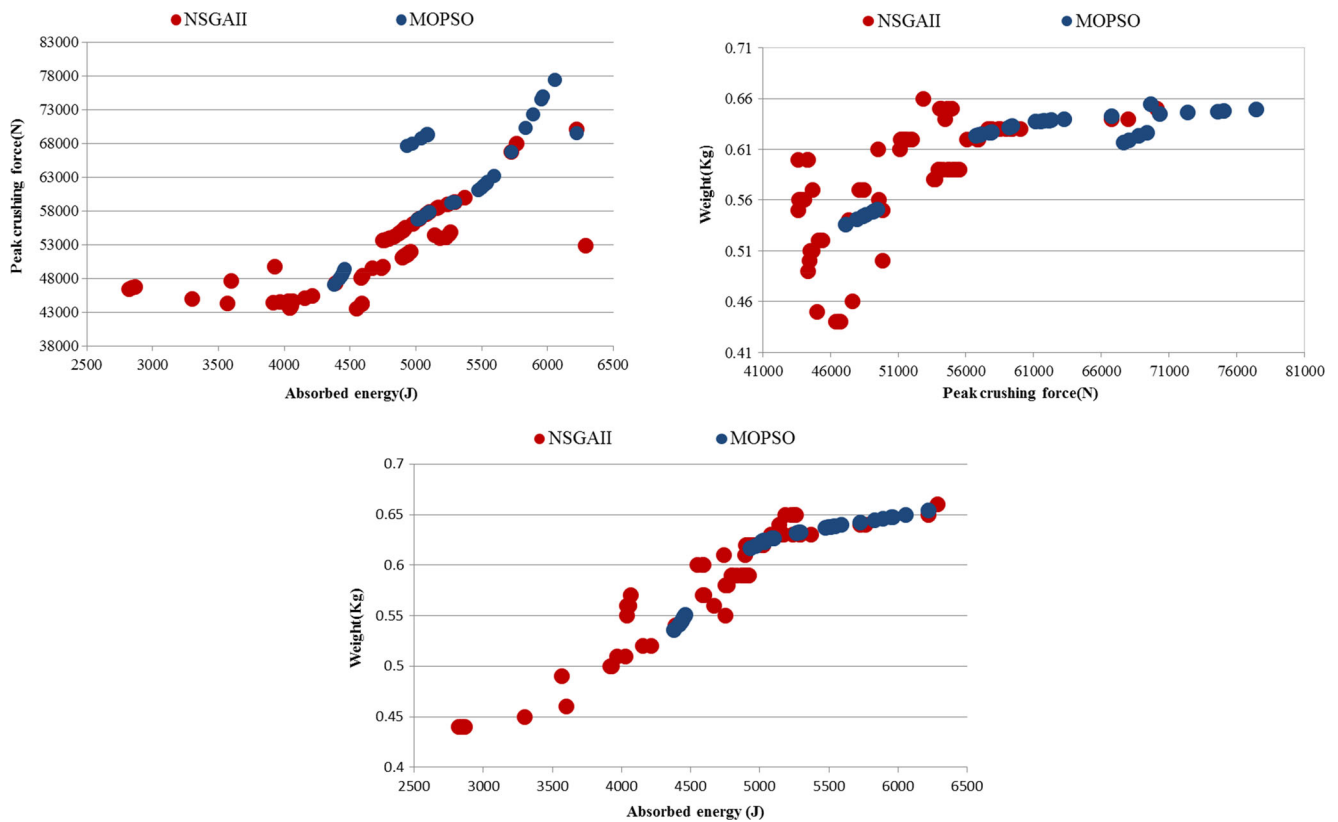 NSGAII MOPSO
83000
78000
73000
68000
63000
58000
53000
48000
43000
38000
Peak crushing force(N)
2500 3000 3500 4000 4500 5000 5500 6000 6500
Absorbed energy(J)
NSGAII MOPSO
0.71
0.66
0.61
0.56
0.51
0.46
0.41
Weight(Kg)
41000 46000 51000 56000 61000 66000 71000 76000 81000
Peak crushing force(N)
NSGAII MOPSO
0.7
0.65
0.6
0.55
0.5
0.45
0.4
Weight(Kg)
2500 3000 3500 4000 4500 5000 5500 6000 6500
Absorbed energy (J)